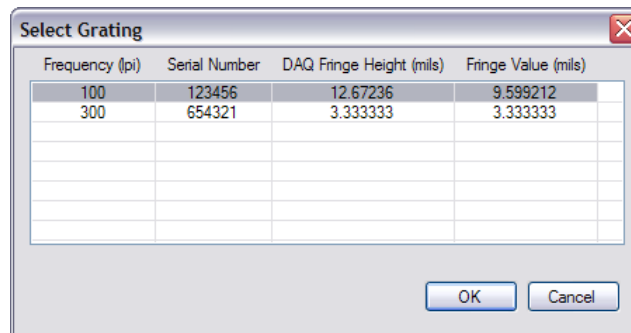 Select Grating
Frequency (lpi) Serial Number DAQ Fringe Height (mils) Fringe Value (mils)
100 123456 12.67236 9.599212
300 654321 3.333333 3.333333
OK Cancel